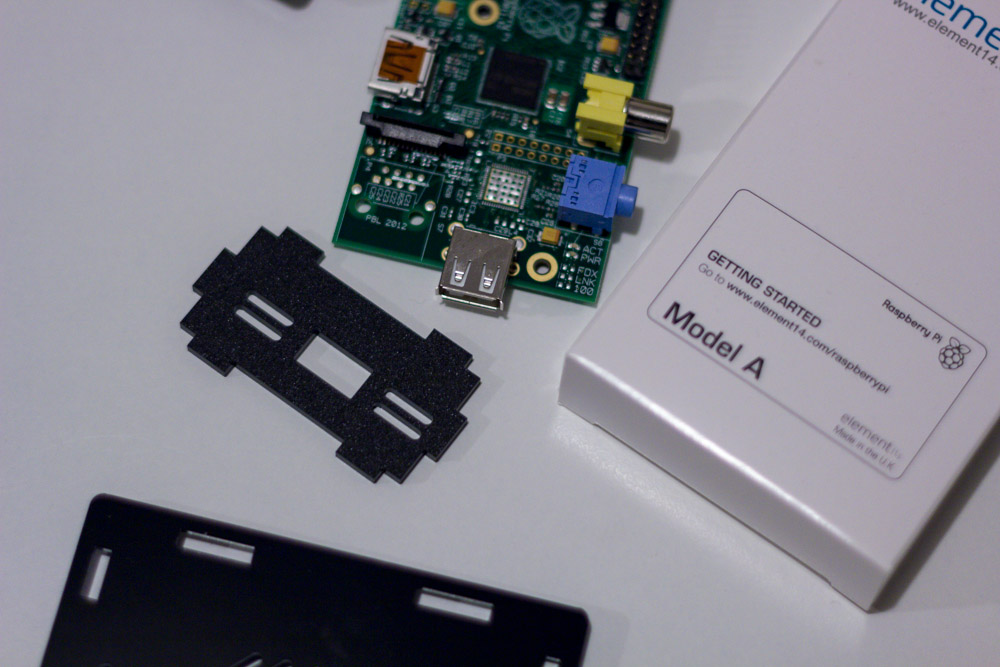 www.element14.com
GETTING STARTED
Go to www.element14.com/raspberrypi
Raspberry Pi
Model A
element14
Made in the U.K
PBL 2012
ACT
PWR
FDX
LNK
100